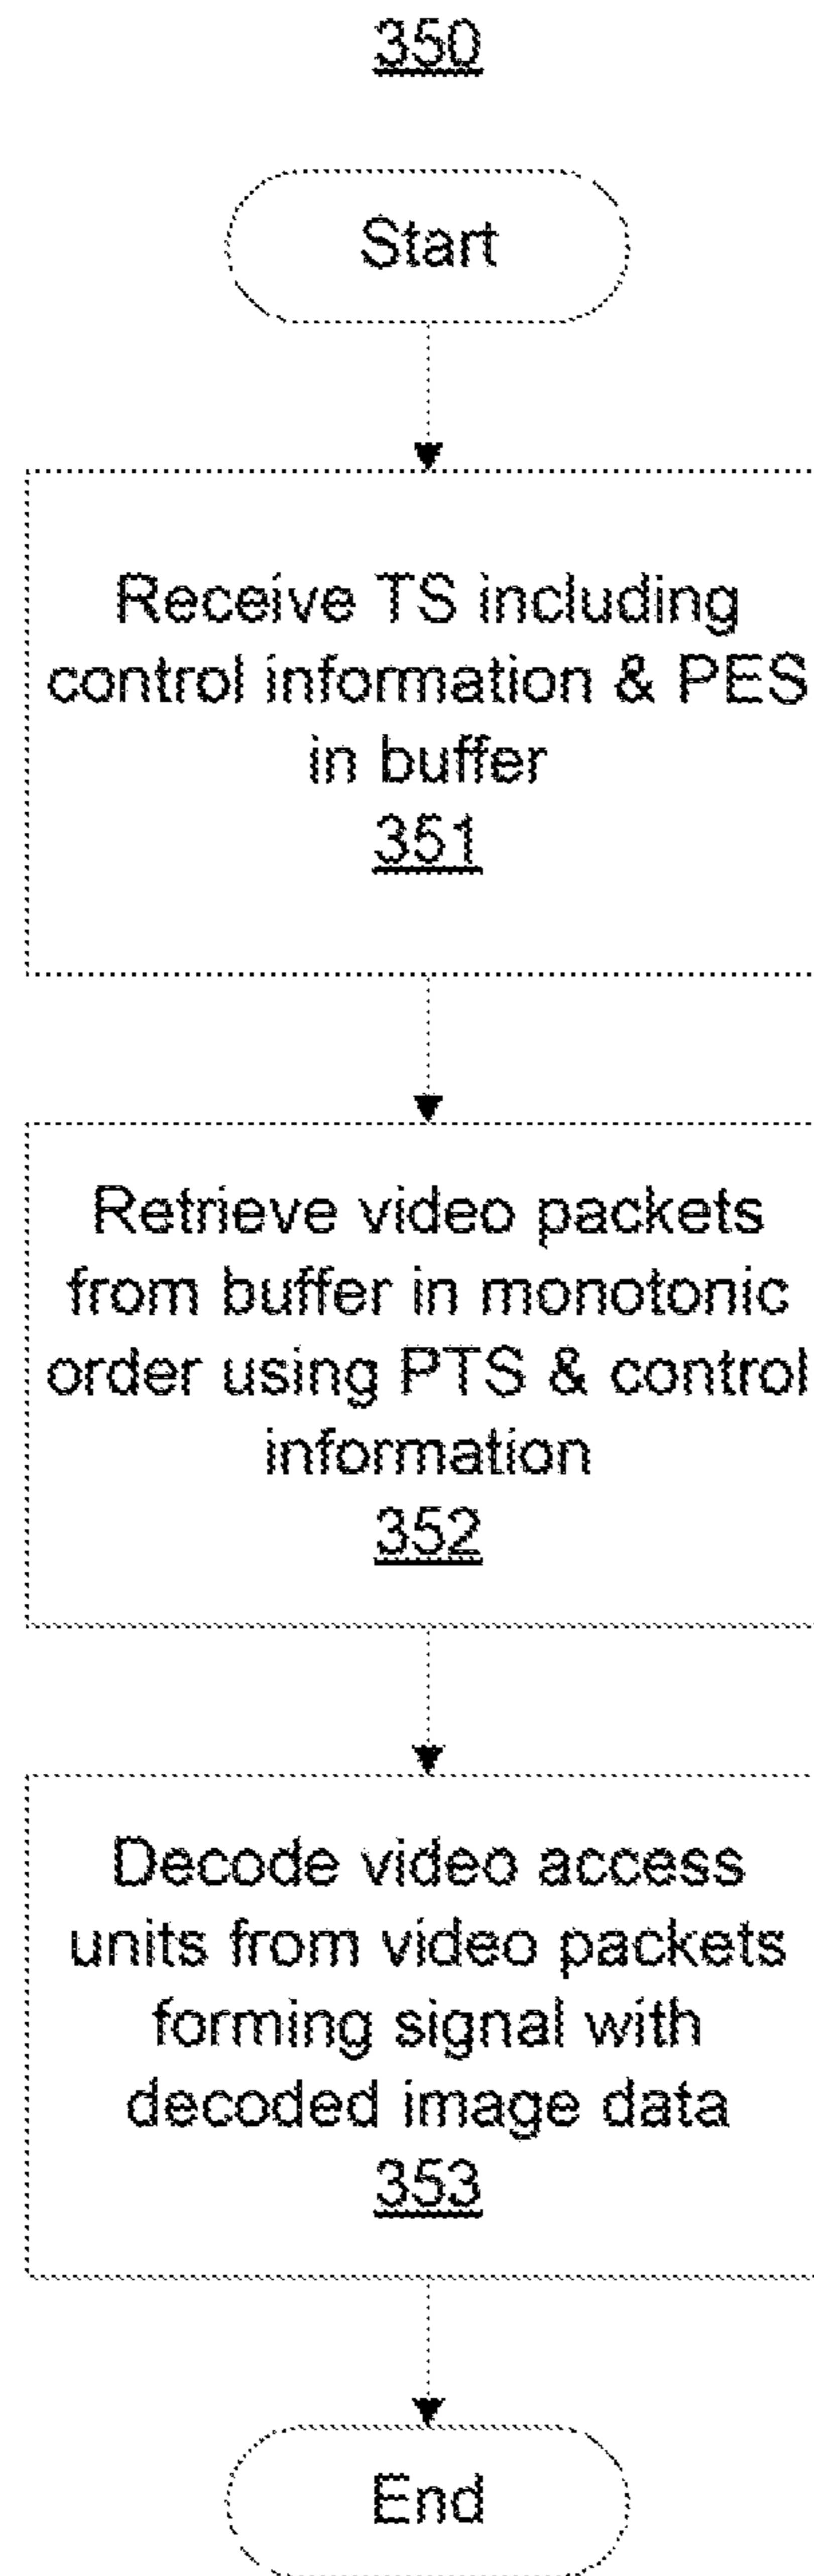 350
Start
Receive TS including
control information & PES
in buffer
351
Retrieve video packets
from buffer in monotonic
order using PTS & control
information
352
Decode video access
units from video packets
forming signal with
decoded image data
353
End